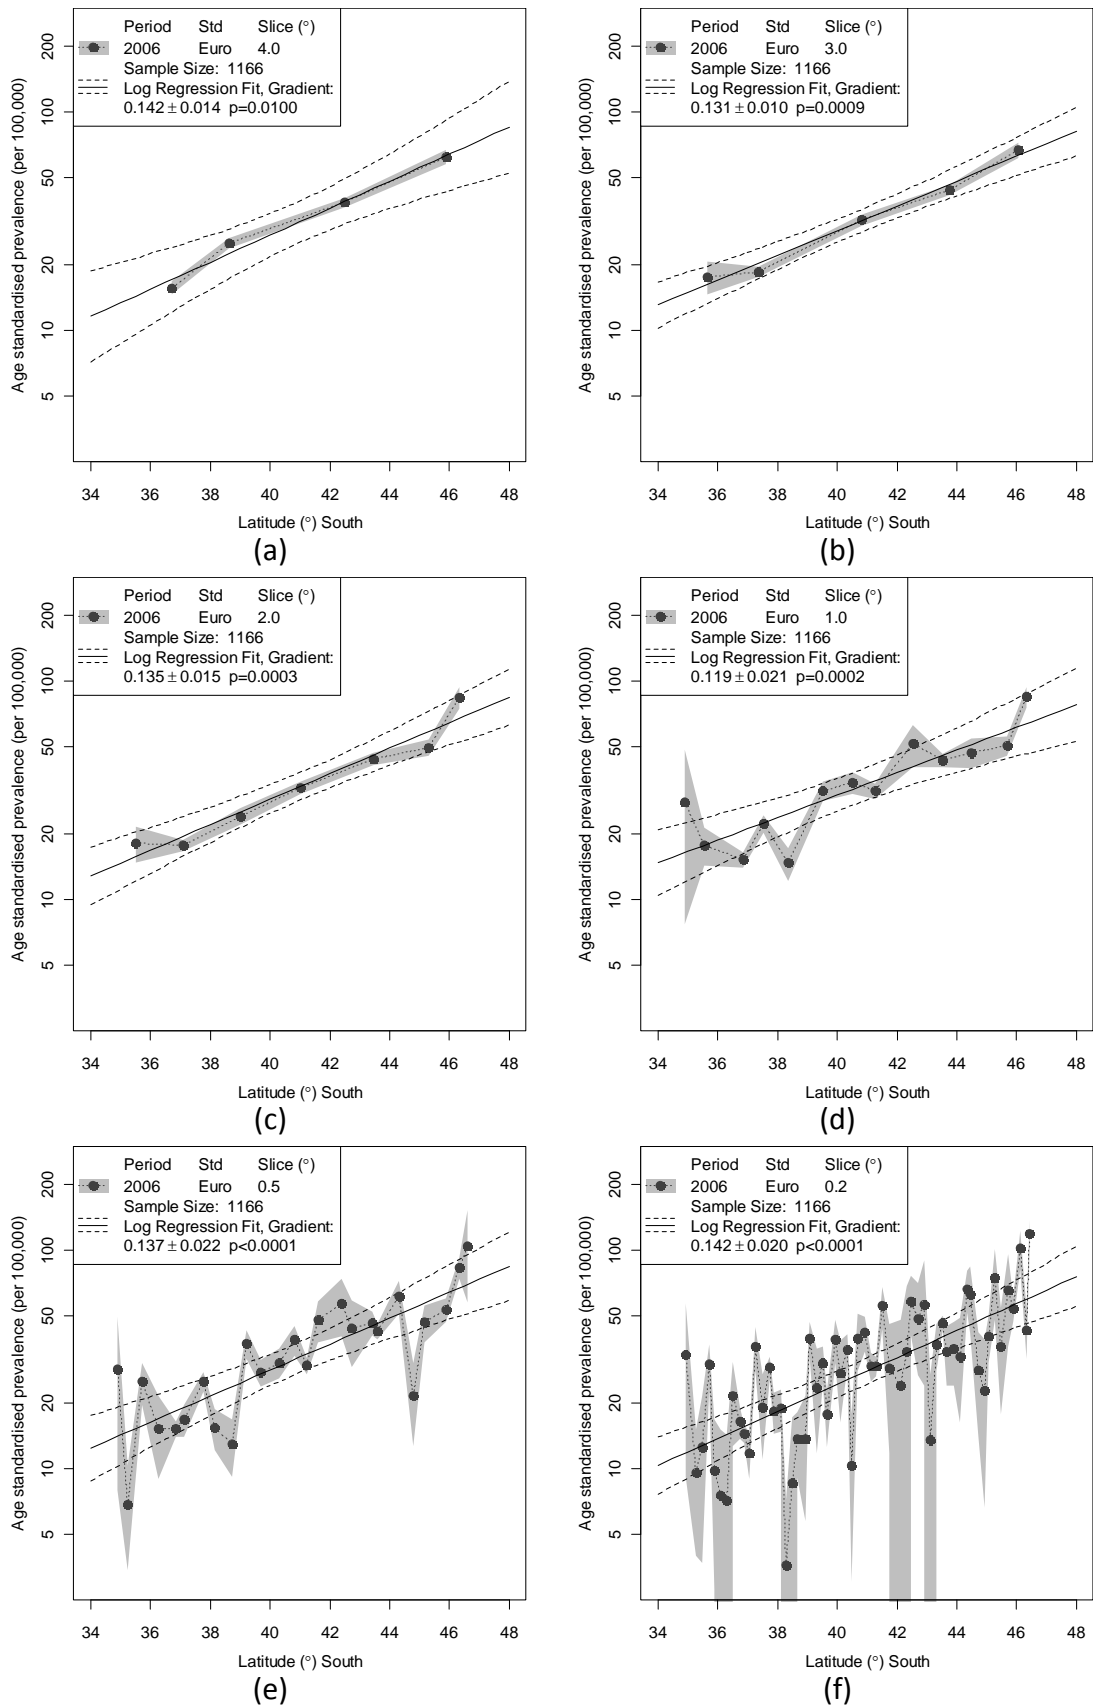 Period Std Slice (°)
2006 Euro 4.0
Sample Size: 1166
Log Regression Fit, Gradient:
0.142 ± 0.014 p=0.0100
Age standardised prevalence (per 100,000)
200
100
50
20
10
5
34 36 38 40 42 44 46 48
Latitude (°) South
(a)
Period Std Slice (°)
2006 Euro 3.0
Sample Size: 1166
Log Regression Fit, Gradient:
0.131 ± 0.010 p=0.0009
Age standardised prevalence (per 100,000)
200
100
50
20
10
5
34 36 38 40 42 44 46 48
Latitude (°) South
(b)
Period Std Slice (°)
2006 Euro 2.0
Sample Size: 1166
Log Regression Fit, Gradient:
0.135 ± 0.015 p=0.0003
Age standardised prevalence (per 100,000)
200
100
50
20
10
5
34 36 38 40 42 44 46 48
Latitude (°) South
(c)
Period Std Slice (°)
2006 Euro 1.0
Sample Size: 1166
Log Regression Fit, Gradient:
0.119 ± 0.021 p=0.0002
Age standardised prevalence (per 100,000)
200
100
50
20
10
5
34 36 38 40 42 44 46 48
Latitude (°) South
(d)
Period Std Slice (°)
2006 Euro 0.5
Sample Size: 1166
Log Regression Fit, Gradient:
0.137 ± 0.022 p<0.0001
Age standardised prevalence (per 100,000)
200
100
50
20
10
5
34 36 38 40 42 44 46 48
Latitude (°) South
(e)
Period Std Slice (°)
2006 Euro 0.2
Sample Size: 1166
Log Regression Fit, Gradient:
0.142 ± 0.020 p<0.0001
Age standardised prevalence (per 100,000)
200
100
50
20
10
5
34 36 38 40 42 44 46 48
Latitude (°) South
(f)